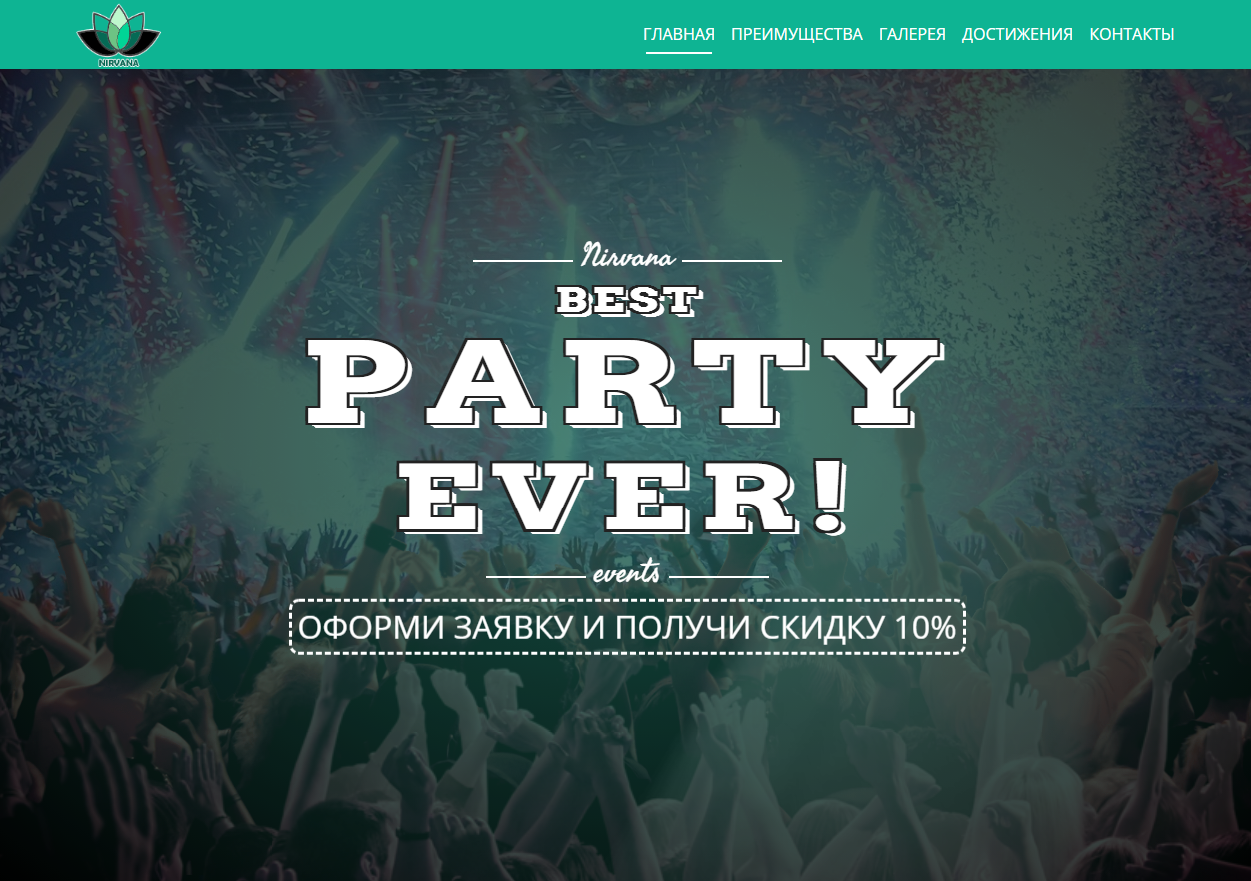 NIRVANA
ГЛАВНАЯ ПРЕИМУЩЕСТВА ГАЛЕРЕЯ ДОСТИЖЕНИЯ КОНТАКТЫ
Nirvana
BEST
PARTY
EVER!
events
ОФОРМИ ЗАЯВКУ И ПОЛУЧИ СКИДКУ 10%